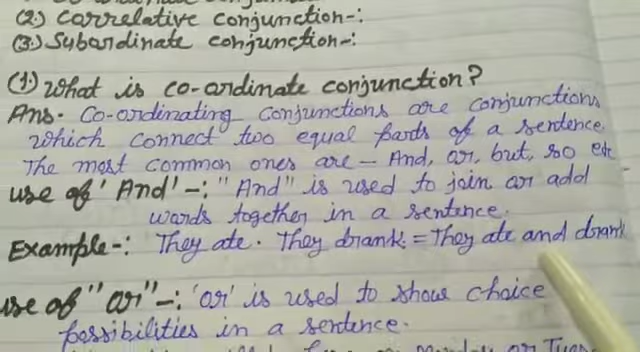 (2.) Correlative conjunction-:
(3.) Subordinate conjunction-:
(1) What is co-ordinate conjunction?
Ans. Co-ordinating conjunctions are conjunctions
which connect two equal parts of a sentence.
The most common ones are - And, or, but, so etc
use of 'And'-: "And" is used to join or add
words together in a sentence.
Example-: They ate. They drank. = They ate and drank
use of "or"-: 'or' is used to show choice
possibilities in a sentence.
or Tues